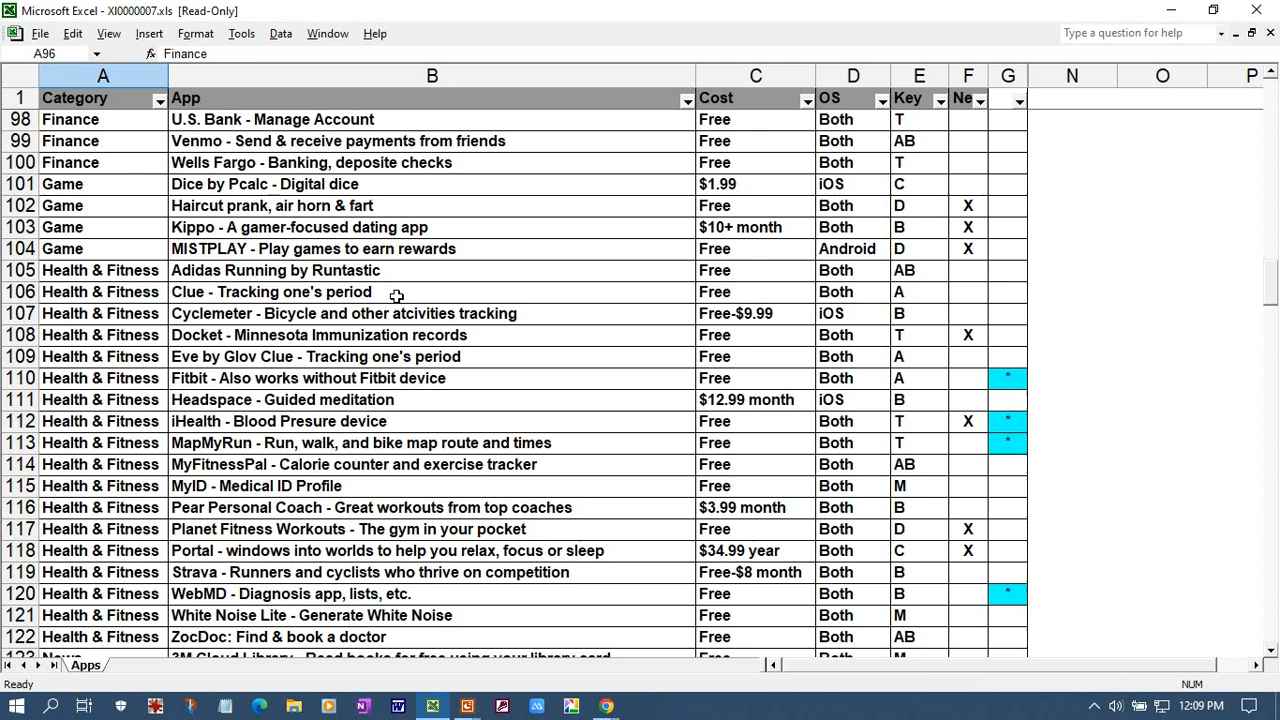 Microsoft Excel - XI0000007.xls [Read-Only]
File Edit View Insert Format Tools Data Window Help Type a question for help
A96 fx Finance
A B C D E F G N O P
1 Category App Cost OS Key Ne
98 Finance U.S. Bank - Manage Account Free Both T
99 Finance Venmo - Send & receive payments from friends Free Both AB
100 Finance Wells Fargo - Banking, deposit checks Free Both T
101 Game Dice by Pcalc - Digital dice $1.99 iOS C
102 Game Haircut prank, air horn & fart Free Both D X
103 Game Kippo - A gamer-focused dating app $10+ month Both B X
104 Game MISTPLAY - Play games to earn rewards Free Android D X
105 Health & Fitness Adidas Running by Runtastic Free Both AB
106 Health & Fitness Clue - Tracking one's period Free Both A
107 Health & Fitness Cyclemeter - Bicycle and other atcivities tracking Free-$9.99 iOS B
108 Health & Fitness Docket - Minnesota Immunization records Free Both T X
109 Health & Fitness Eve by Glov Clue - Tracking one's period Free Both A
110 Health & Fitness Fitbit - Also works without Fitbit device Free Both A *
111 Health & Fitness Headspace - Guided meditation $12.99 month iOS B
112 Health & Fitness iHealth - Blood Presure device Free Both T X *
113 Health & Fitness MapMyRun - Run, walk, and bike map route and times Free Both T *
114 Health & Fitness MyFitnessPal - Calorie counter and exercise tracker Free Both AB
115 Health & Fitness MyID - Medical ID Profile Free Both M
116 Health & Fitness Pear Personal Coach - Great workouts from top coaches $3.99 month Both B
117 Health & Fitness Planet Fitness Workouts - The gym in your pocket Free Both D X
118 Health & Fitness Portal - windows into worlds to help you relax, focus or sleep $34.99 year Both C X
119 Health & Fitness Strava - Runners and cyclists who thrive on competition Free-$8 month Both B
120 Health & Fitness WebMD - Diagnosis app, lists, etc. Free Both B *
121 Health & Fitness White Noise Lite - Generate White Noise Free Both M
122 Health & Fitness ZocDoc: Find & book a doctor Free Both AB
123 News 3M Cloud Library - Read books for free using your library card Free Both M
Apps
Ready NUM
12:09 PM